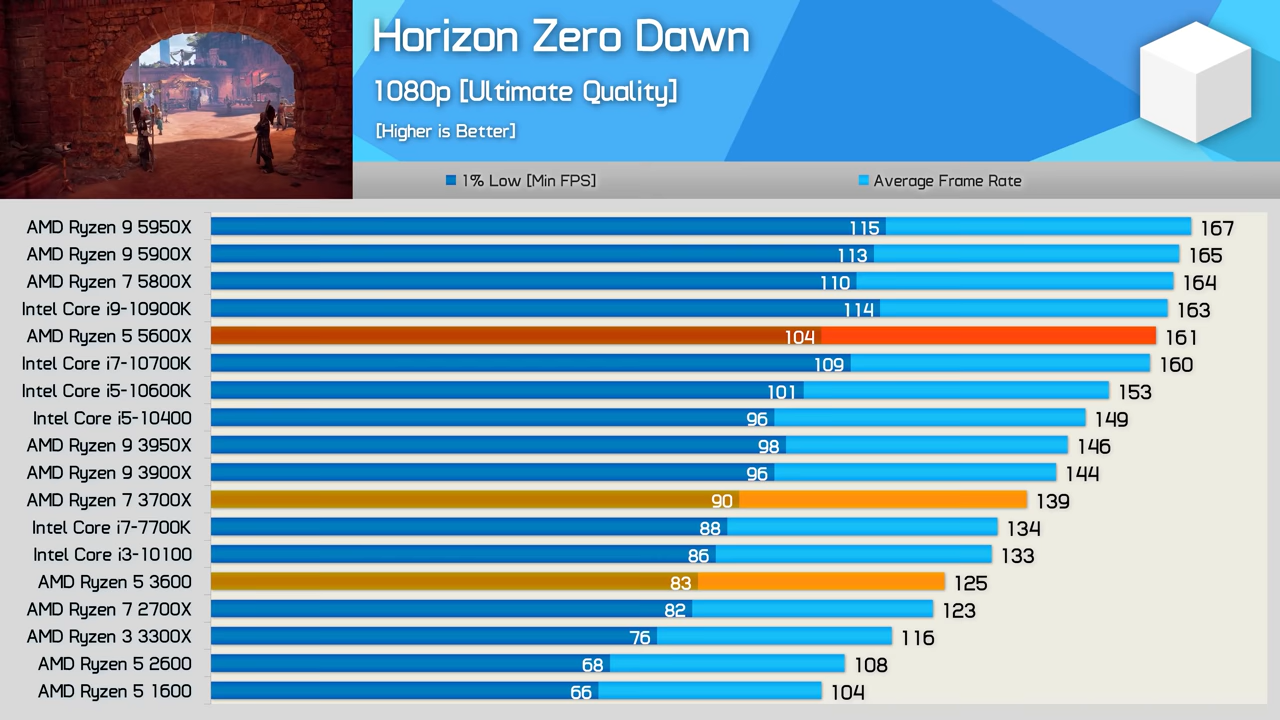 Horizon Zero Dawn
1080p [Ultimate Quality]
[Higher is Better]
1% Low [Min FPS] Average Frame Rate
AMD Ryzen 9 5950X 115 167
AMD Ryzen 9 5900X 113 165
AMD Ryzen 7 5800X 110 164
Intel Core i9-10900K 114 163
AMD Ryzen 5 5600X 104 161
Intel Core i7-10700K 109 160
Intel Core i5-10600K 101 153
Intel Core i5-10400 96 149
AMD Ryzen 9 3950X 98 146
AMD Ryzen 9 3900X 96 144
AMD Ryzen 7 3700X 90 139
Intel Core i7-7700K 88 134
Intel Core i3-10100 86 133
AMD Ryzen 5 3600 83 125
AMD Ryzen 7 2700X 82 123
AMD Ryzen 3 3300X 76 116
AMD Ryzen 5 2600 68 108
AMD Ryzen 5 1600 66 104